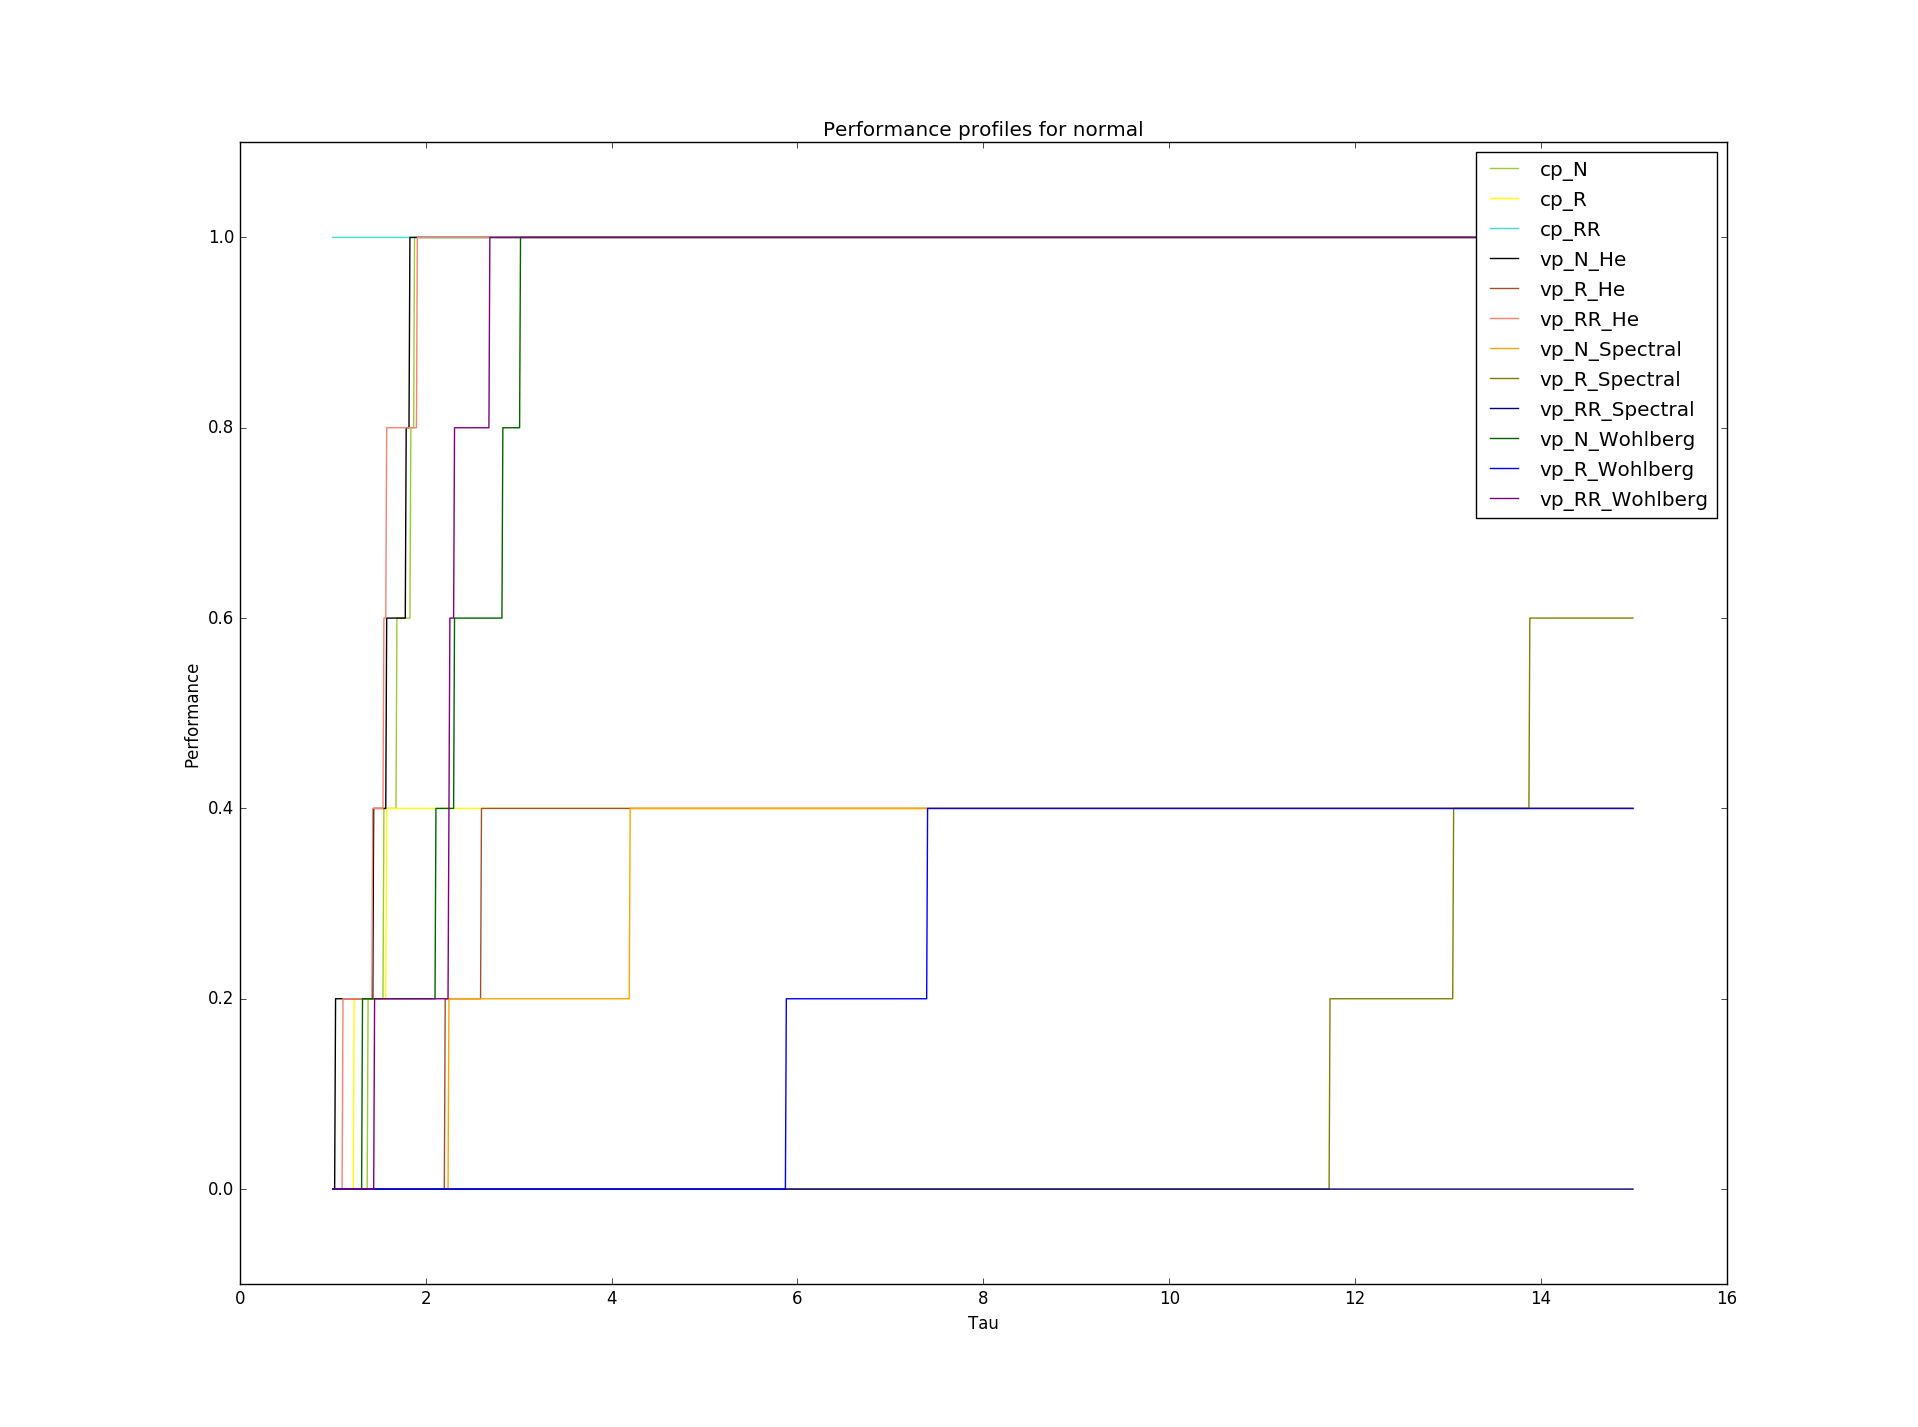 Performance profiles for normal
cp_N
cp_R
cp_RR
vp_N_He
vp_R_He
vp_RR_He
vp_N_Spectral
vp_R_Spectral
vp_RR_Spectral
vp_N_Wohlberg
vp_R_Wohlberg
vp_RR_Wohlberg
1.0
0.8
0.6
0.4
0.2
0.0
Performance
0 2 4 6 8 10 12 14 16
Tau